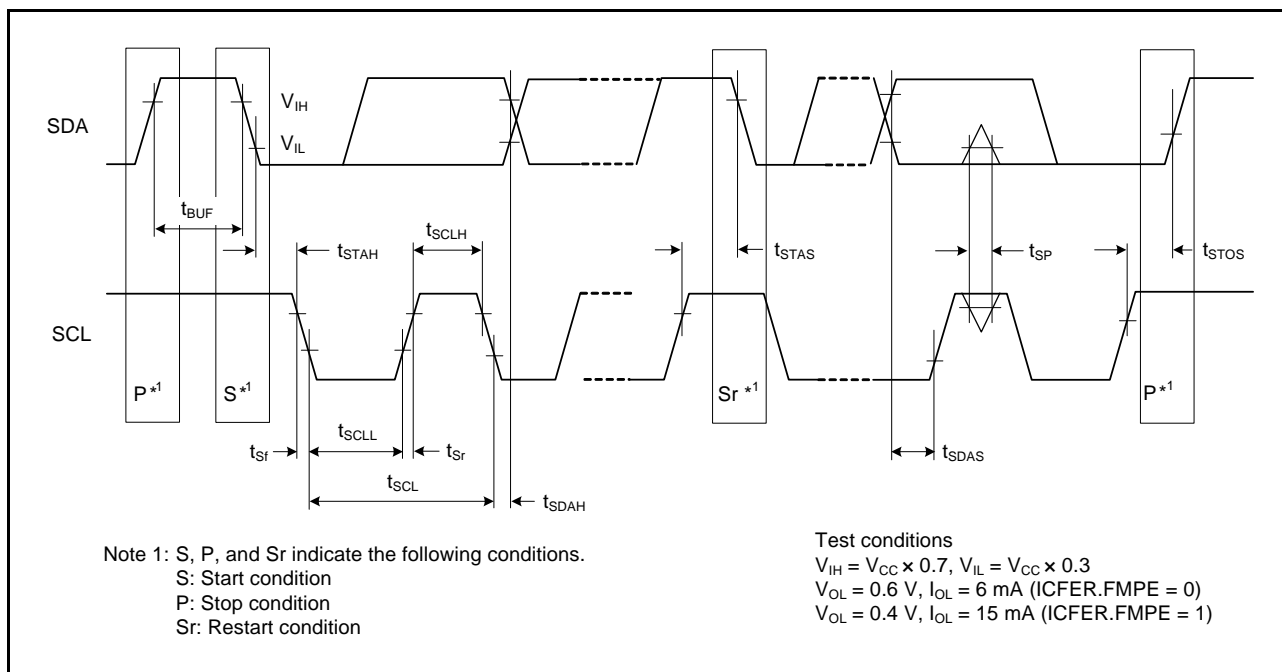 SDA
V_IH
V_IL
t_BUF
t_STAH
t_SCLH
t_STAS
t_SP
t_STOS
SCL
P *1
S *1
Sr *1
P *1
t_Sf
t_SCLL
t_Sr
t_SDAS
t_SCL
t_SDAH
Note 1: S, P, and Sr indicate the following conditions.
S: Start condition
P: Stop condition
Sr: Restart condition
Test conditions
V_IH = V_CC × 0.7, V_IL = V_CC × 0.3
V_OL = 0.6 V, I_OL = 6 mA (ICFER.FMPE = 0)
V_OL = 0.4 V, I_OL = 15 mA (ICFER.FMPE = 1)